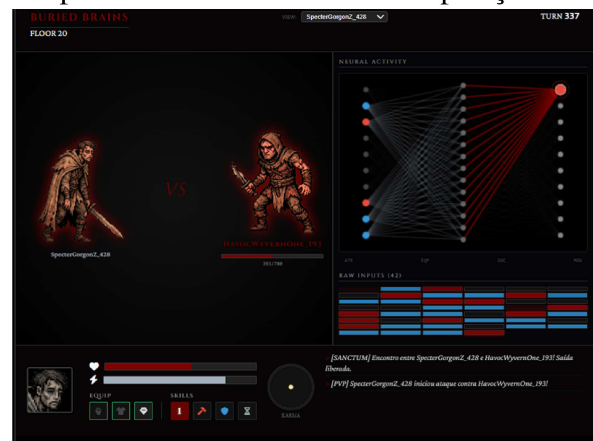 BURIED BRAINS
VIEW: SpecterGorgonZ_428
TURN 337
FLOOR 20
NEURAL ACTIVITY
VS
SpecterGorgonZ_428
HavocWyvernOne_193
RAW INPUTS (42)
EQUIP
SKILLS
KARMA
[SANCTUM] Encontro entre SpecterGorgonZ_428 e HavocWyvernOne_193! Saída
liberada.
[PVP] SpecterGorgonZ_428 iniciou ataque contra HavocWyvernOne_193!